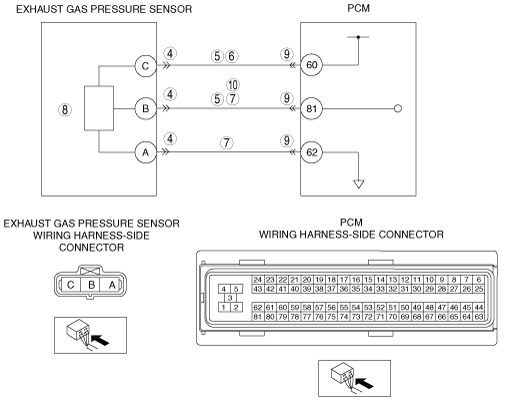 EXHAUST GAS PRESSURE SENSOR
PCM
4
5 6
9
C
60
8
4
10
5 7
9
B
81
4
7
9
A
62
EXHAUST GAS PRESSURE SENSOR
WIRING HARNESS-SIDE
CONNECTOR
C B A
PCM
WIRING HARNESS-SIDE CONNECTOR
4 5
3
1 2
24 23 22 21 20 19 18 17 16 15 14 13 12 11 10 9 8 7 6
43 42 41 40 39 38 37 36 35 34 33 32 31 30 29 28 27 26 25
62 61 60 59 58 57 56 55 54 53 52 51 50 49 48 47 46 45 44
81 80 79 78 77 76 75 74 73 72 71 70 69 68 67 66 65 64 63